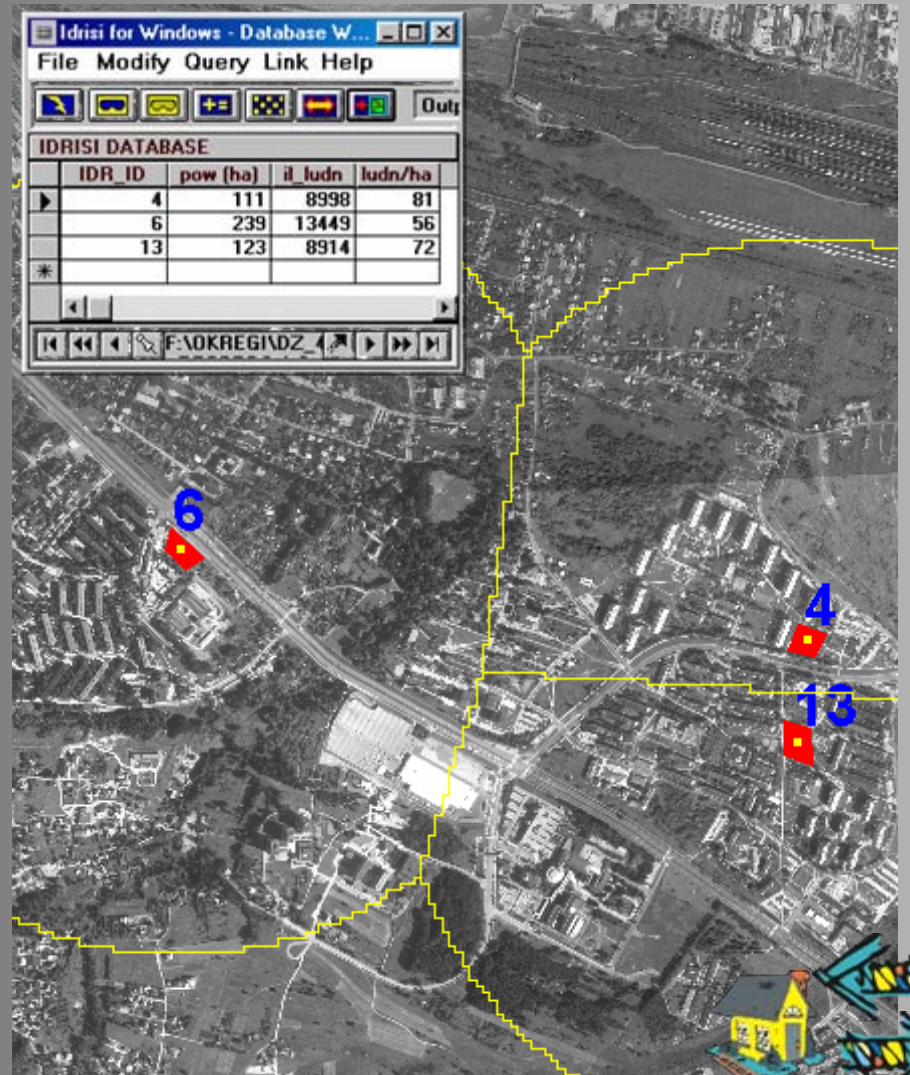 Idrisi for Windows - Database W...
File Modify Query Link Help
Outp
IDRISI DATABASE
IDR_ID pow (ha) il_ludn ludn/ha
4 111 8998 81
6 239 13449 56
13 123 8914 72
*
F:\OKREGI\DZ_4
6
4
13